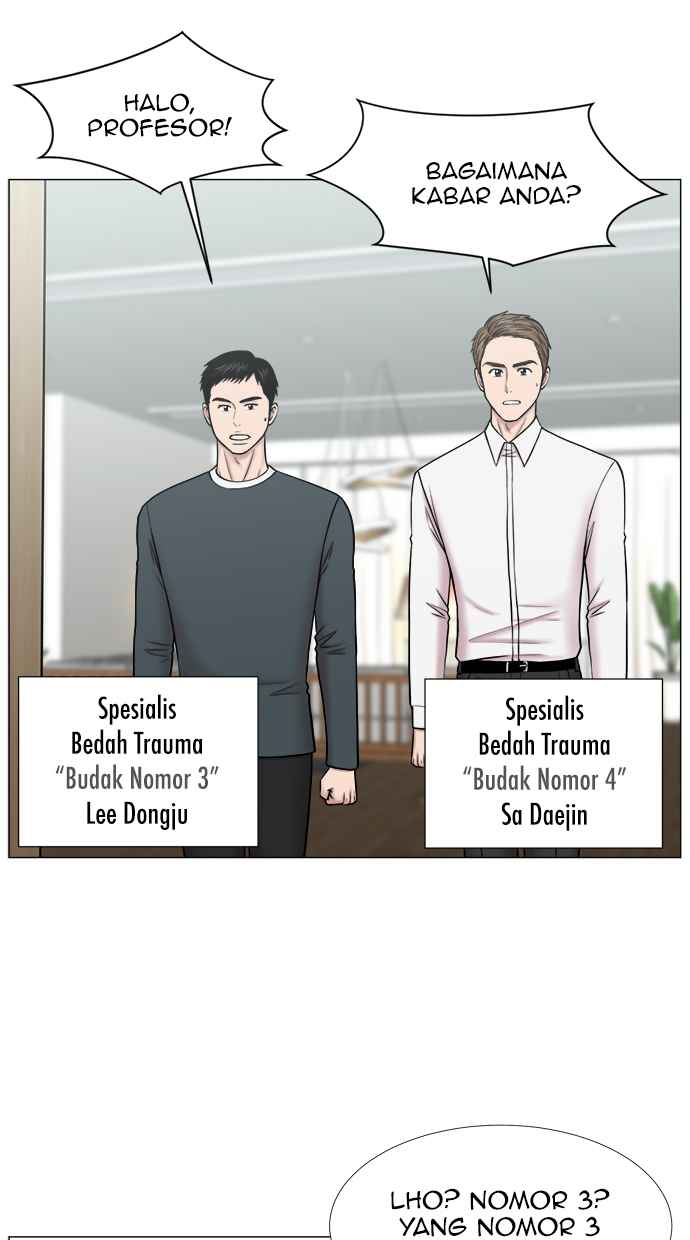 HALO,
PROFESOR!
BAGAIMANA
KABAR ANDA?
Spesialis
Bedah Trauma
“Budak Nomor 3”
Lee Dongju
Spesialis
Bedah Trauma
“Budak Nomor 4”
Sa Daejin
LHO? NOMOR 3?
YANG NOMOR 3